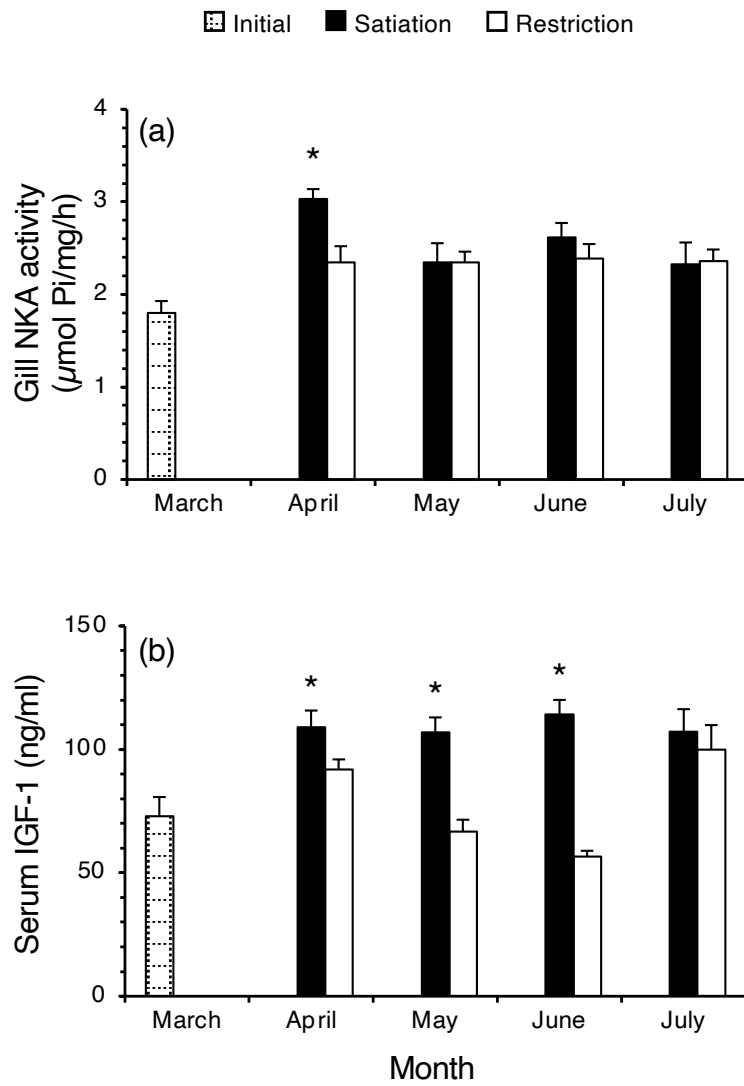 Initial Satiation Restriction
(a)
Gill NKA activity
(µmol Pi/mg/h)
4
3
2
1
0
*
March April May June July
(b)
Serum IGF-1 (ng/ml)
150
100
50
0
* * *
March April May June July
Month